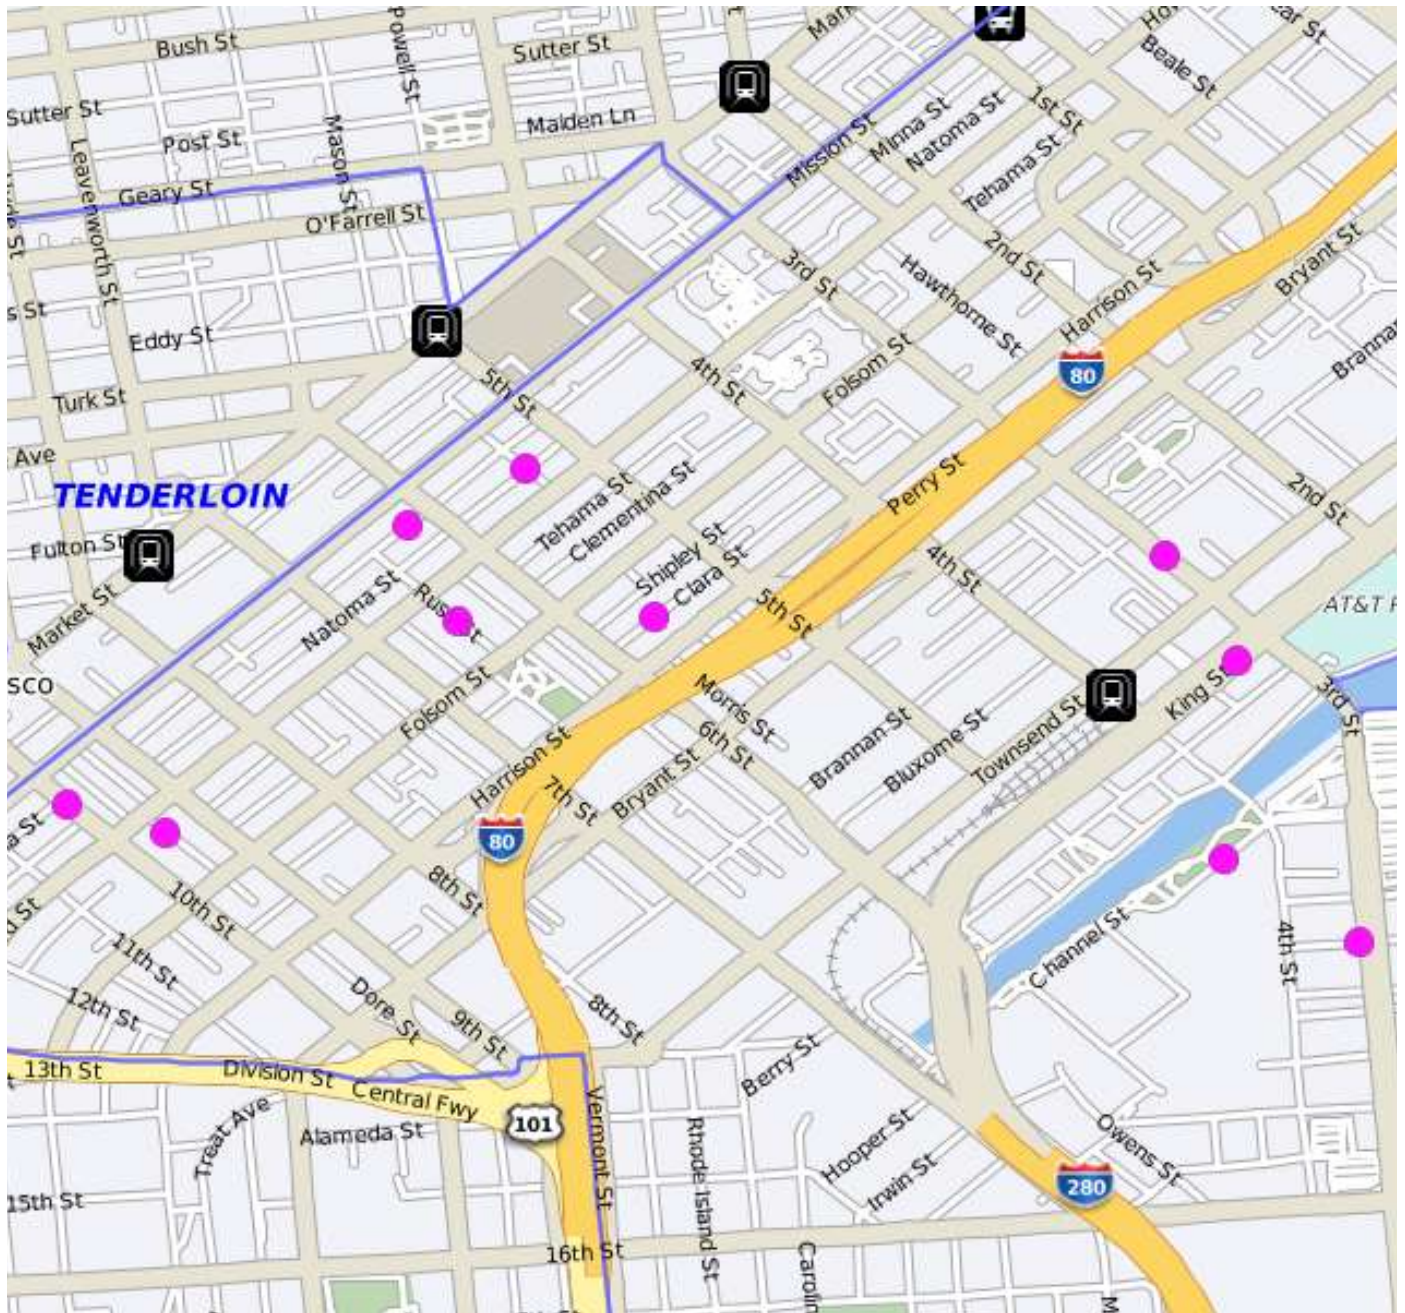 Bush St
Powell St
Sutter St
Beale St
1st St
Sutter St
Post St
Maiden Ln
Mason St
Mission St
Minna St
Natoma St
Tehama St
Leavenworth St
Geary St
O'Farrell St
2nd St
3rd St
Hawthorne St
Harrison St
Bryant St
s St
Eddy St
5th St
4th St
Folsom St
80
Turk St
Ave
TENDERLOIN
Tehama St
Clementina St
Perry St
2nd St
Fulton St
Shipley St
Clara St
4th St
AT&T
Market St
Natoma St
5th St
SCO
Folsom St
Morris St
6th St
Brannan St
Bluxome St
Townsend St
King St
3rd St
Harrison St
7th St
Bryant St
a St
80
8th St
10th St
11th St
12th St
Dore St
9th St
8th St
Channel St
4th St
13th St
Division St
Central Fwy
Berry St
101
Vermont St
Treat Ave
Alameda St
Rhode Island St
Hooper St
Irwin St
Owens St
280
15th St
16th St